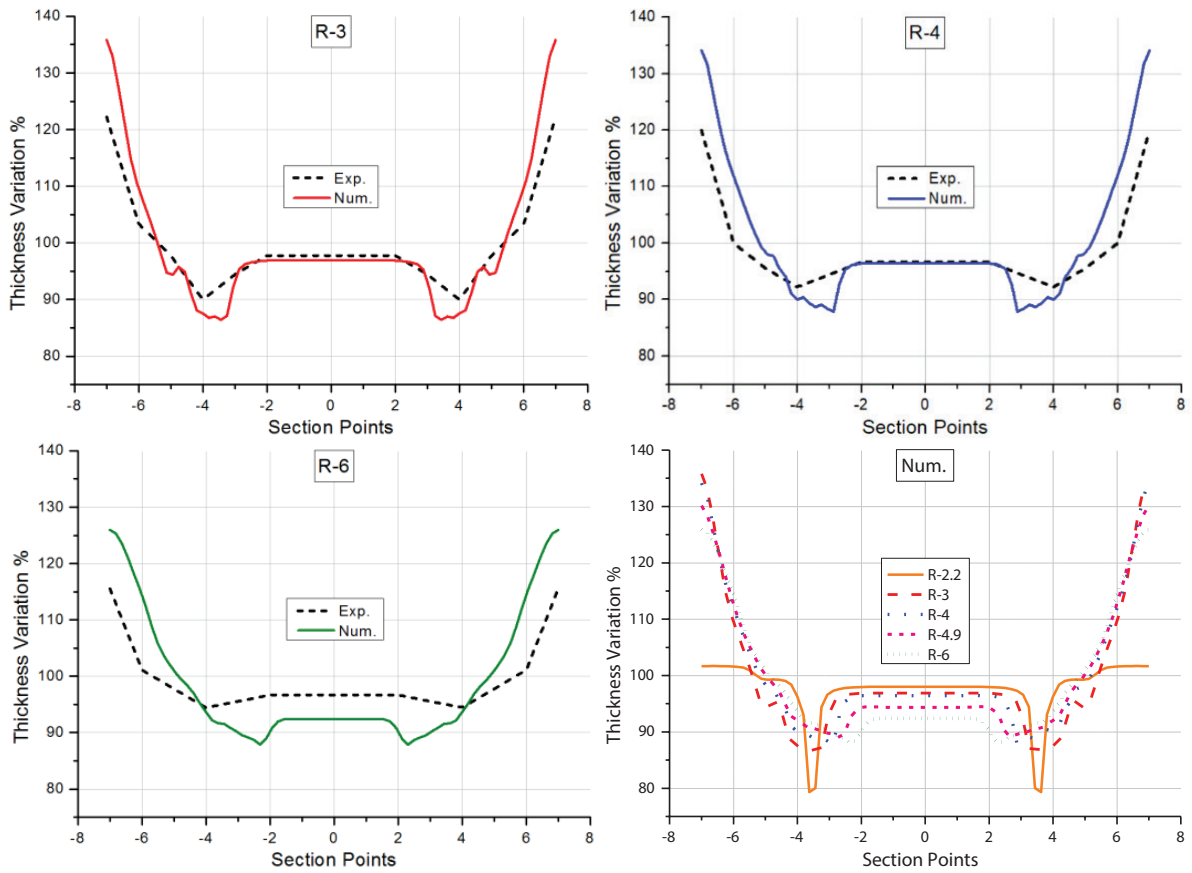 R-3
Thickness Variation %
140
130
120
110
100
90
80
Exp.
Num.
-8
-6
-4
-2
0
2
4
6
8
Section Points
R-4
Thickness Variation %
140
130
120
110
100
90
80
Exp.
Num.
-8
-6
-4
-2
0
2
4
6
8
Section Points
R-6
Thickness Variation %
140
130
120
110
100
90
80
Exp.
Num.
-8
-6
-4
-2
0
2
4
6
8
Section Points
Num.
Thickness Variation %
140
130
120
110
100
90
80
R-2.2
R-3
R-4
R-4.9
R-6
-8
-6
-4
-2
0
2
4
6
8
Section Points